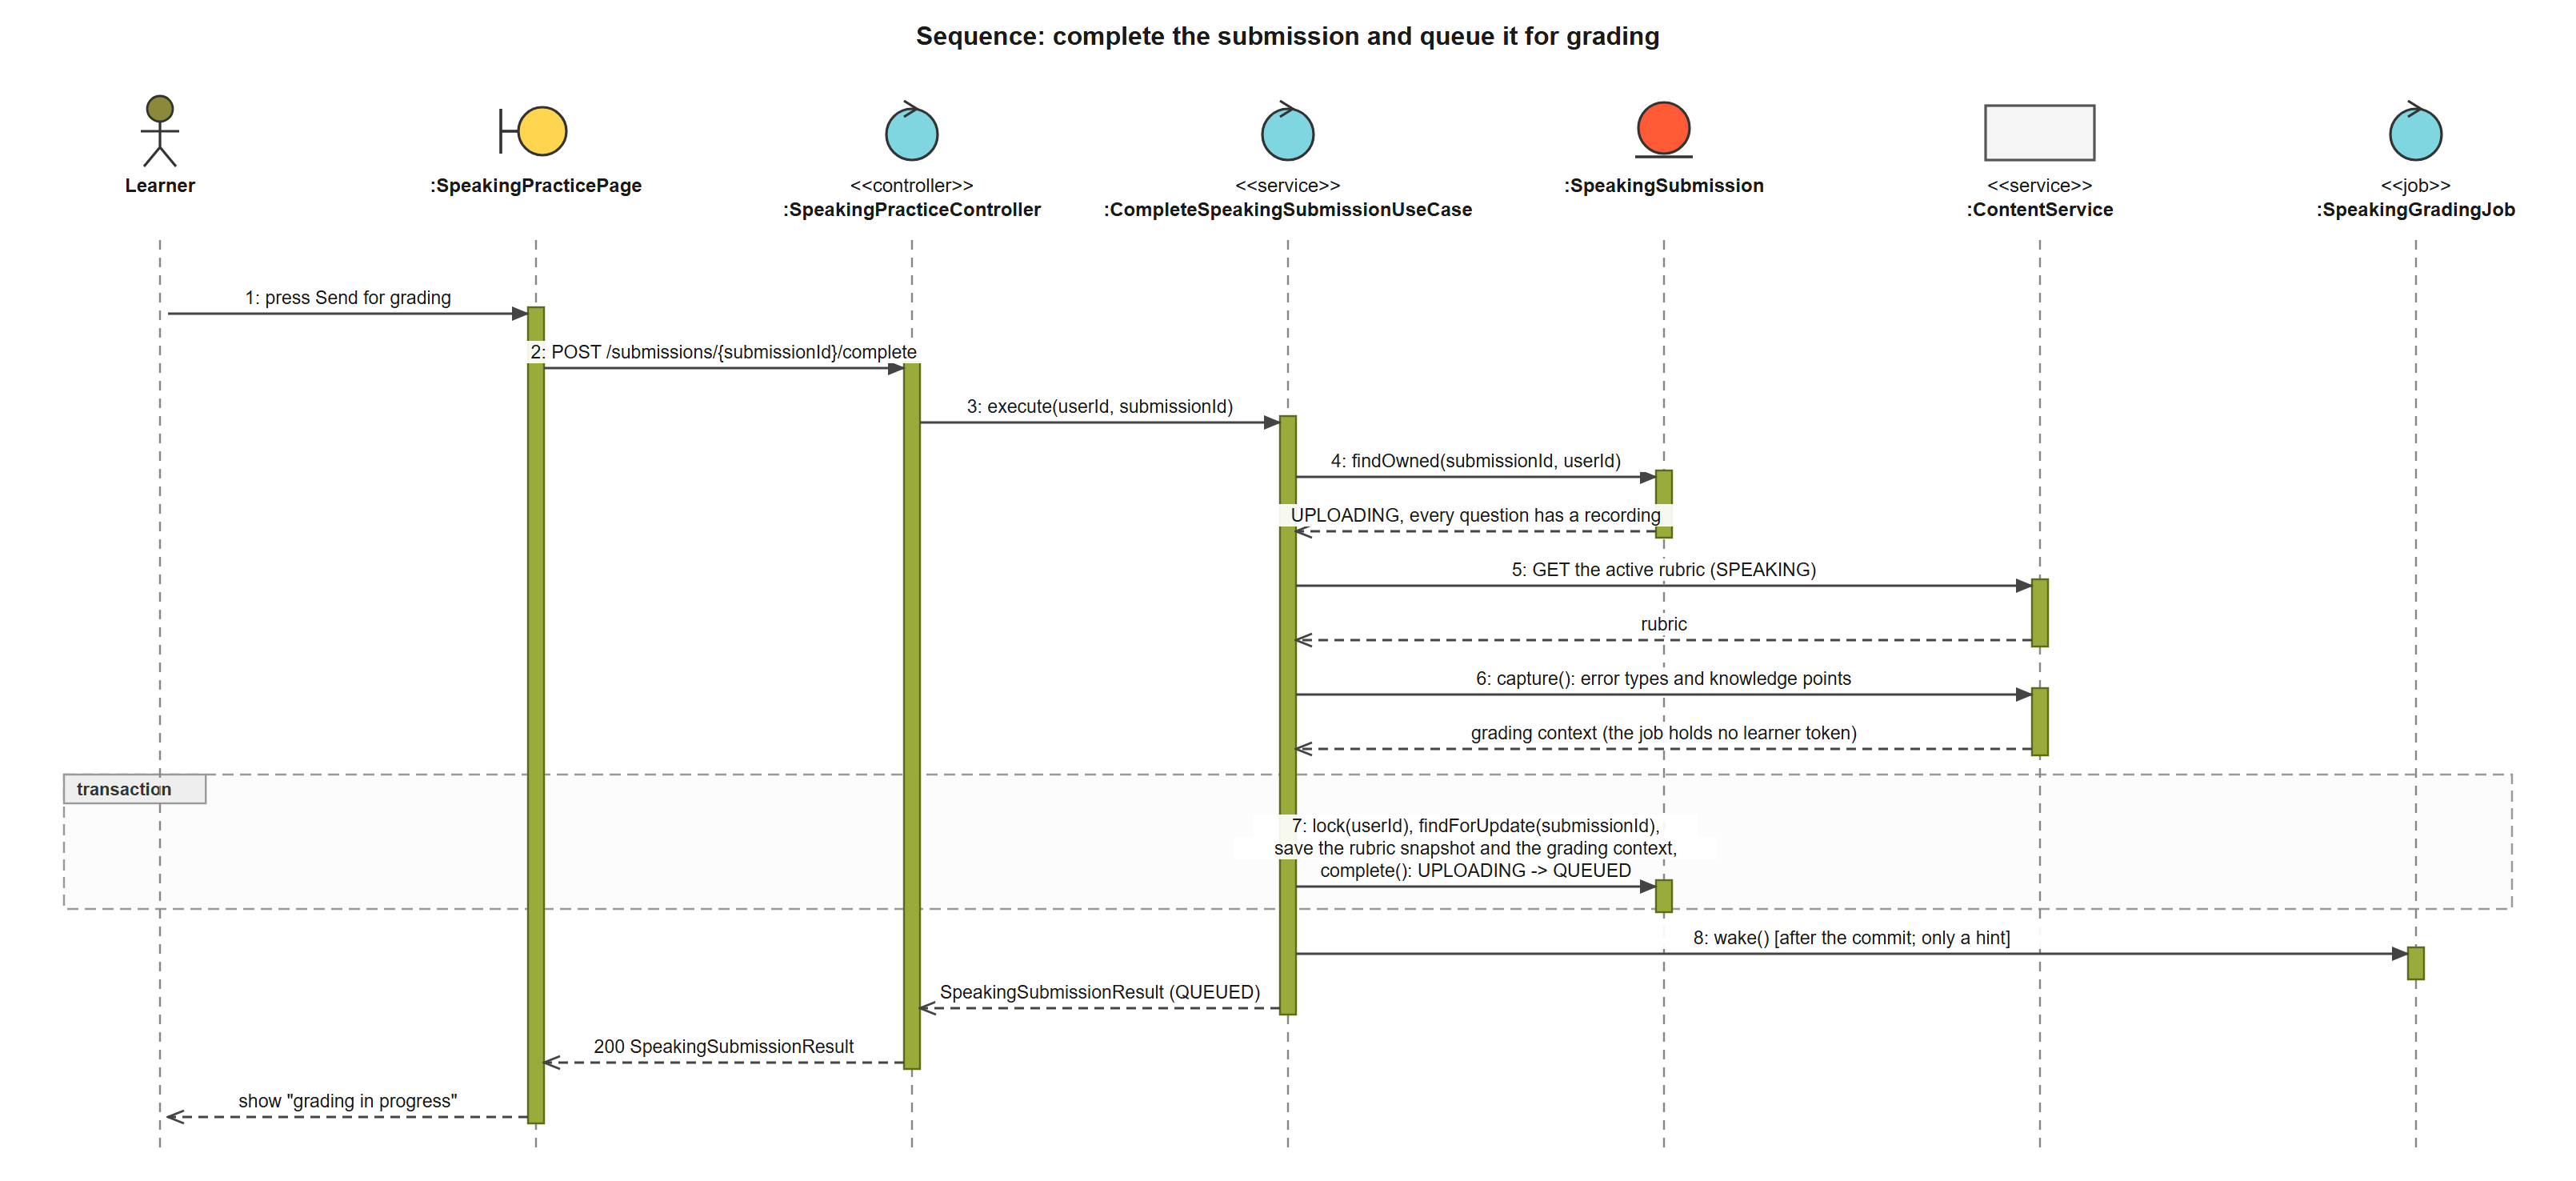 Sequence: complete the submission and queue it for grading
Learner
:SpeakingPracticePage
<<controller>>
:SpeakingPracticeController
<<service>>
:CompleteSpeakingSubmissionUseCase
:SpeakingSubmission
<<service>>
:ContentService
<<job>>
:SpeakingGradingJob
1: press Send for grading
2: POST /submissions/{submissionId}/complete
3: execute(userId, submissionId)
4: findOwned(submissionId, userId)
UPLOADING, every question has a recording
5: GET the active rubric (SPEAKING)
rubric
6: capture(): error types and knowledge points
grading context (the job holds no learner token)
transaction
7: lock(userId), findForUpdate(submissionId),
save the rubric snapshot and the grading context,
complete(): UPLOADING -> QUEUED
8: wake() [after the commit; only a hint]
SpeakingSubmissionResult (QUEUED)
200 SpeakingSubmissionResult
show "grading in progress"